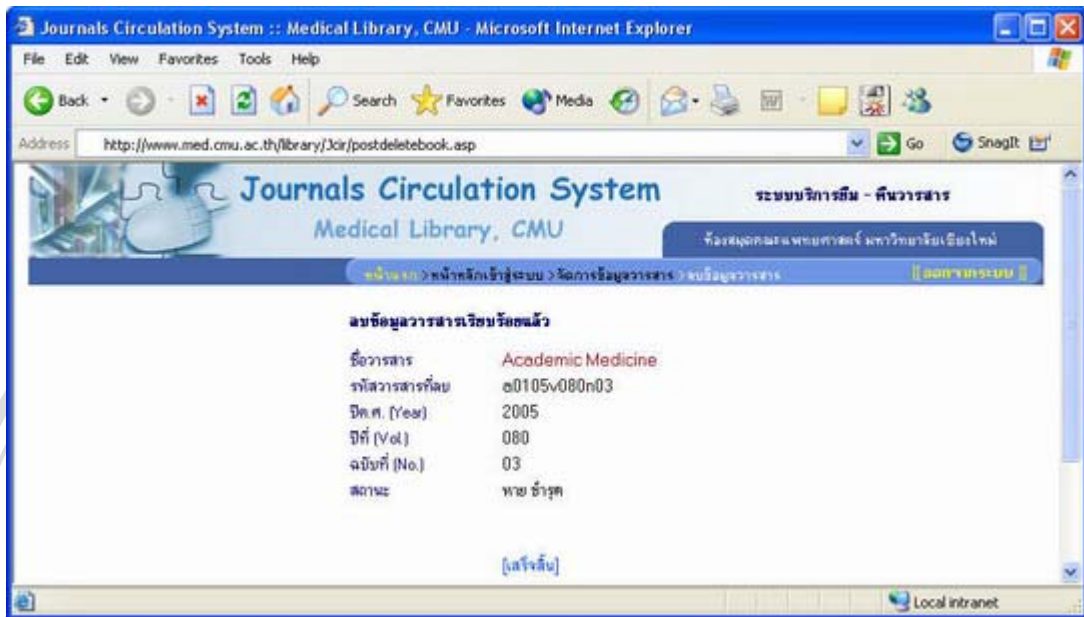 Journals Circulation System :: Medical Library, CMU - Microsoft Internet Explorer
File Edit View Favorites Tools Help
Back Search Favorites Media
Address http://www.med.cmu.ac.th/library/Jcir/postdeletebook.asp Go SnagIt
Journals Circulation System ระบบบริการยืม - คืนวารสาร
Medical Library, CMU
ห้องสมุดคณะแพทยศาสตร์ มหาวิทยาลัยเชียงใหม่
หน้าแรก > หน้าหลักเข้าสู่ระบบ > จัดการข้อมูลวารสาร > ลบข้อมูลวารสาร || ออกจากระบบ ||
ลบข้อมูลวารสารเรียบร้อยแล้ว
ชื่อวารสาร Academic Medicine
รหัสวารสารที่ลบ a0105v080n03
ปีค.ศ. (Year) 2005
ปีที่ (Vol.) 080
ฉบับที่ (No.) 03
สถานะ หาย ชำรุด
[เสร็จสิ้น]
Local intranet